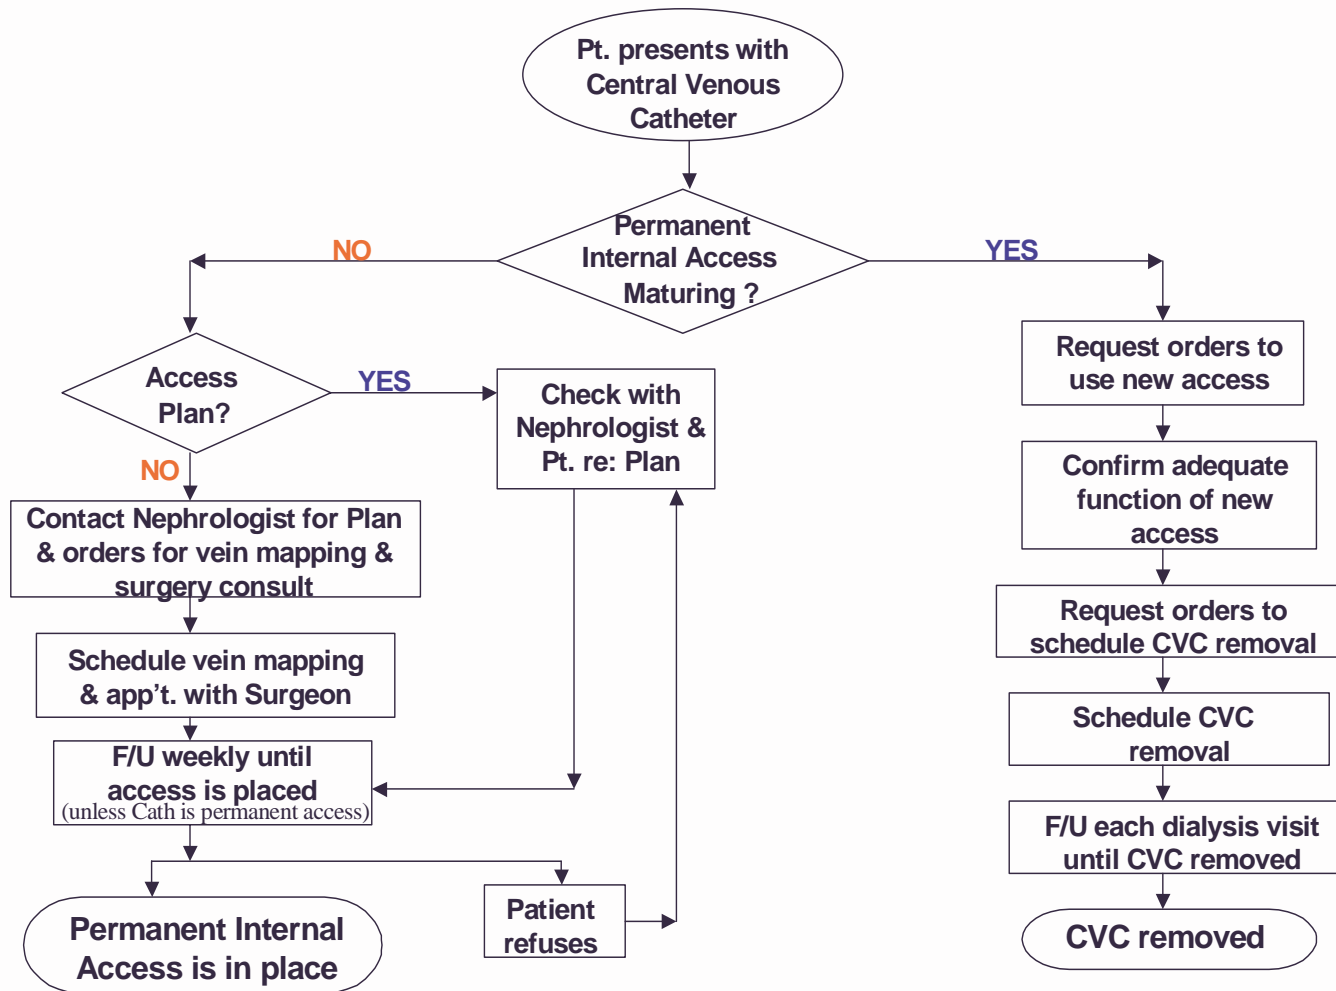 Pt. presents with
Central Venous
Catheter
Permanent
Internal Access
Maturing ?
NO
YES
Access
Plan?
YES
NO
Check with
Nephrologist &
Pt. re: Plan
Contact Nephrologist for Plan
& orders for vein mapping &
surgery consult
Schedule vein mapping
& app't. with Surgeon
F/U weekly until
access is placed
(unless Cath is permanent access)
Permanent Internal
Access is in place
Patient
refuses
Request orders to
use new access
Confirm adequate
function of new
access
Request orders to
schedule CVC removal
Schedule CVC
removal
F/U each dialysis visit
until CVC removed
CVC removed